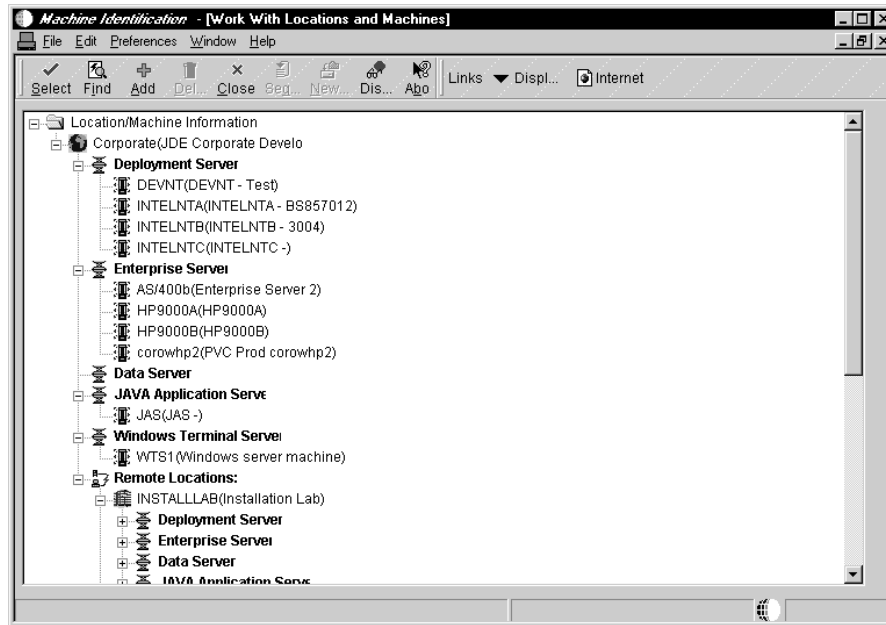 Machine Identification - [Work With Locations and Machines]
File Edit Preferences Window Help
Select Find Add Del... Close Seq... New... Dis... Abo Links Displ... Internet
Location/Machine Information
Corporate(JDE Corporate Develo
Deployment Server
DEVNT(DEVNT - Test)
INTELNTA(INTELNTA - BS857012)
INTELNTB(INTELNTB - 3004)
INTELNTC(INTELNTC -)
Enterprise Server
AS/400b(Enterprise Server 2)
HP9000A(HP9000A)
HP9000B(HP9000B)
corowhp2(PVC Prod corowhp2)
Data Server
JAVA Application Serve
JAS(JAS -)
Windows Terminal Server
WTS1(Windows server machine)
Remote Locations:
INSTALLLAB(Installation Lab)
Deployment Server
Enterprise Server
Data Server
JAVA Application Serve